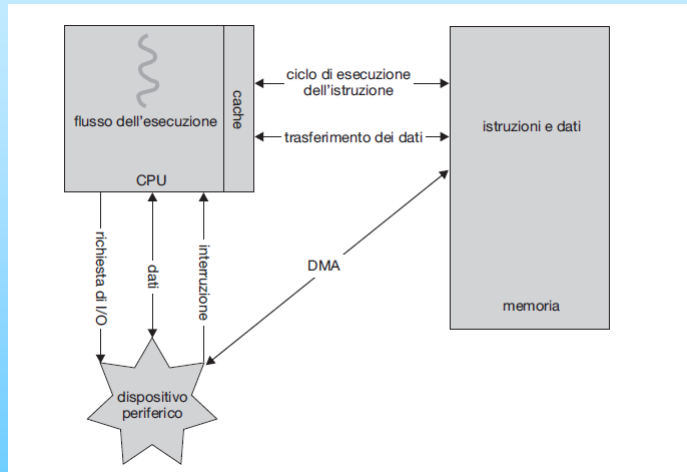 flusso dell'esecuzione
cache
CPU
ciclo di esecuzione
dell'istruzione
trasferimento dei dati
istruzioni e dati
memoria
richiesta di I/O
dati
interruzione
DMA
dispositivo
periferico